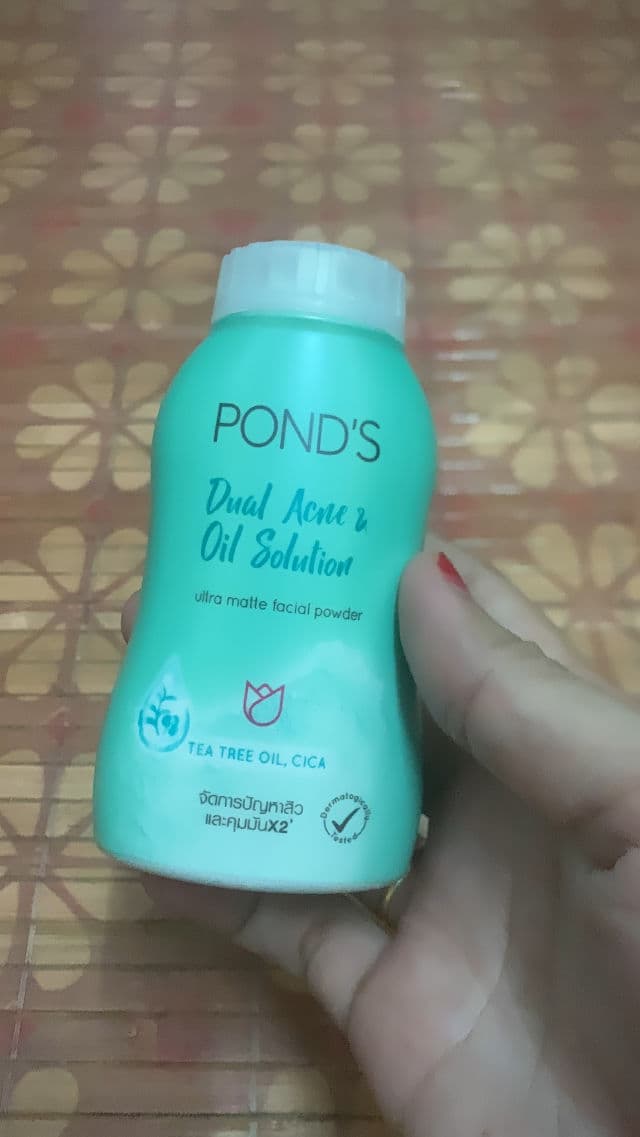 POND'S
Dual Acne &
Oil Solution
ultra matte facial powder
TEA TREE OIL, CICA
จัดการปัญหาสิว
และคุมมันX2'
Dermatologically
Tested